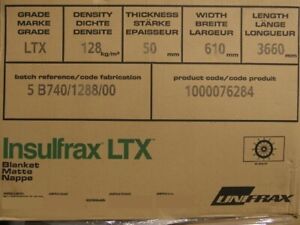 GRADE DENSITY THICKNESS WIDTH LENGTH
MARKE DICHTE STÄRKE BREITE LÄNGE
GRADE DENSITE EPAISSEUR LARGEUR LONGUEUR
LTX 128 kg/m³ 50 mm 610 mm 3660 mm
batch reference/code fabrication product code/code produit
5 B740/1288/00 1000076284
Insulfrax LTX
Blanket
Matte
Nappe
UNIFRAX